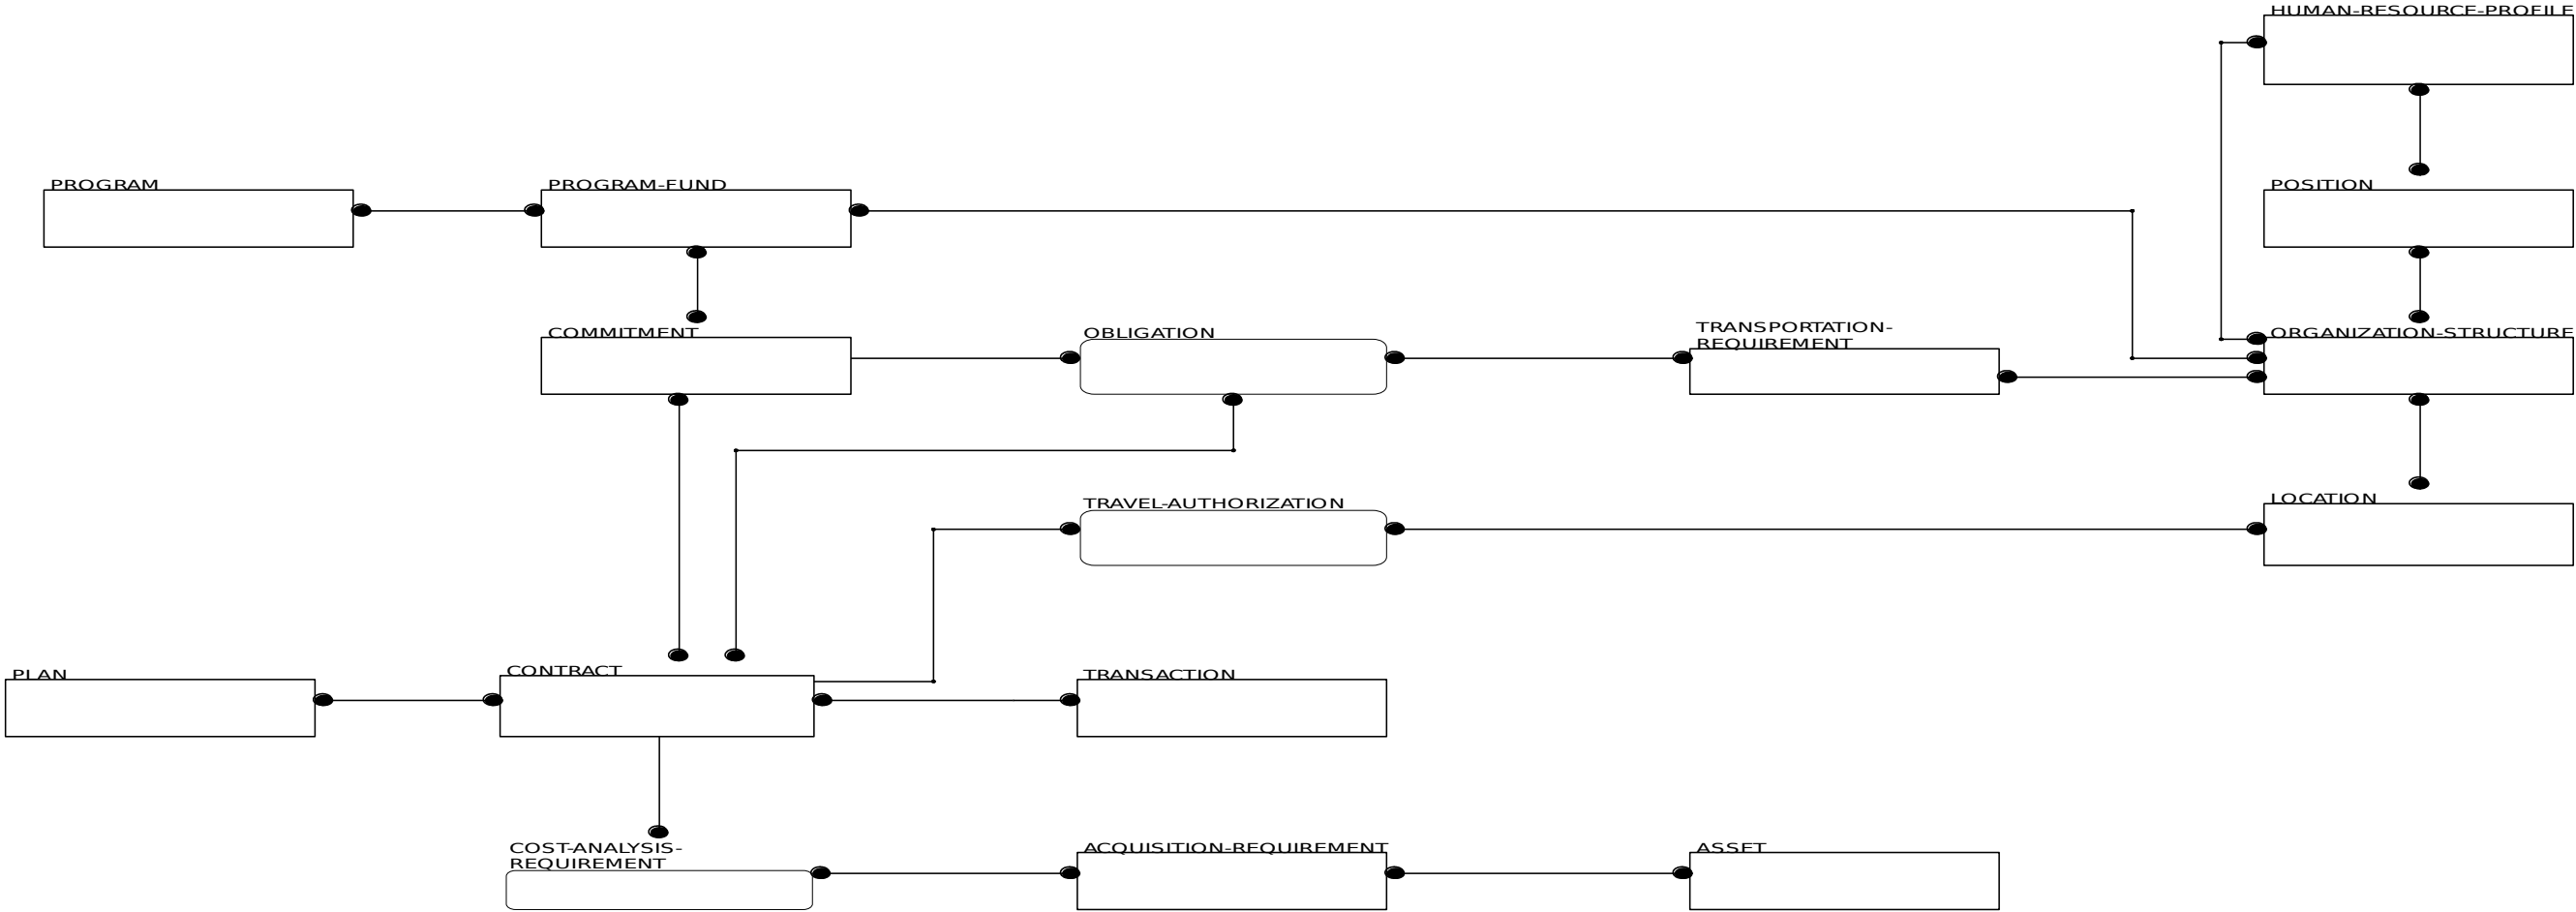 HUMAN-RESOURCE-PROFILE
PROGRAM
PROGRAM-FUND
POSITION
COMMITMENT
OBLIGATION
TRANSPORTATION-
REQUIREMENT
ORGANIZATION-STRUCTURE
TRAVEL-AUTHORIZATION
LOCATION
PLAN
CONTRACT
TRANSACTION
COST-ANALYSIS-
REQUIREMENT
ACQUISITION-REQUIREMENT
ASSET